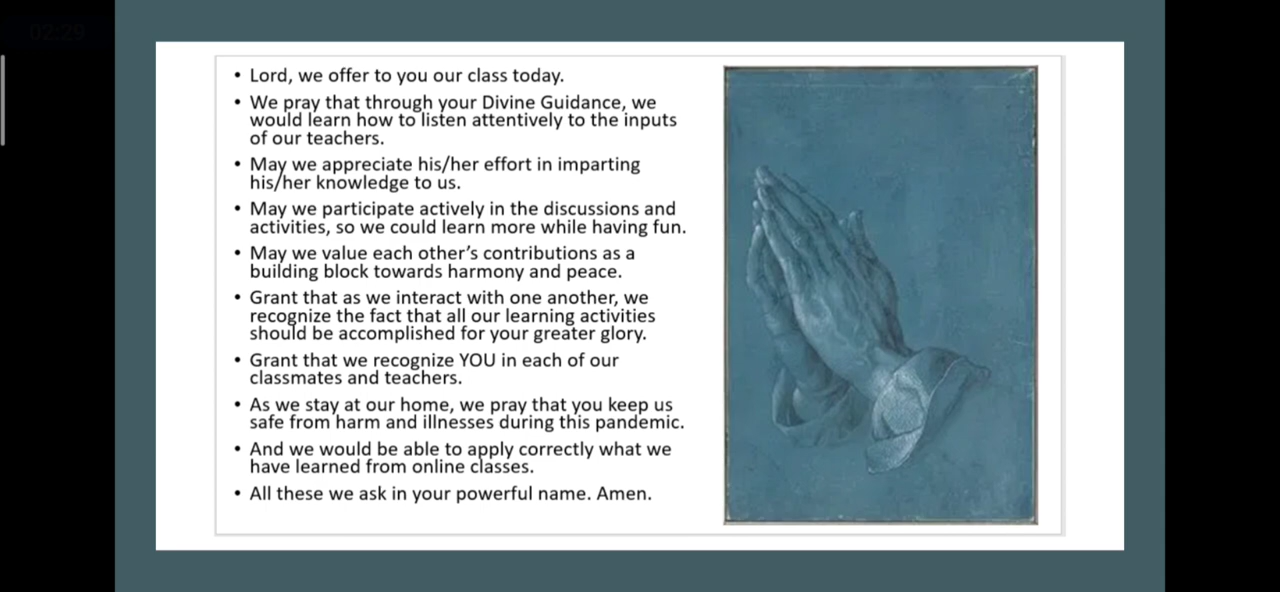 02:29
• Lord, we offer to you our class today.
• We pray that through your Divine Guidance, we
would learn how to listen attentively to the inputs
of our teachers.
• May we appreciate his/her effort in imparting
his/her knowledge to us.
• May we participate actively in the discussions and
activities, so we could learn more while having fun.
• May we value each other’s contributions as a
building block towards harmony and peace.
• Grant that as we interact with one another, we
recognize the fact that all our learning activities
should be accomplished for your greater glory.
• Grant that we recognize YOU in each of our
classmates and teachers.
• As we stay at our home, we pray that you keep us
safe from harm and illnesses during this pandemic.
• And we would be able to apply correctly what we
have learned from online classes.
• All these we ask in your powerful name. Amen.